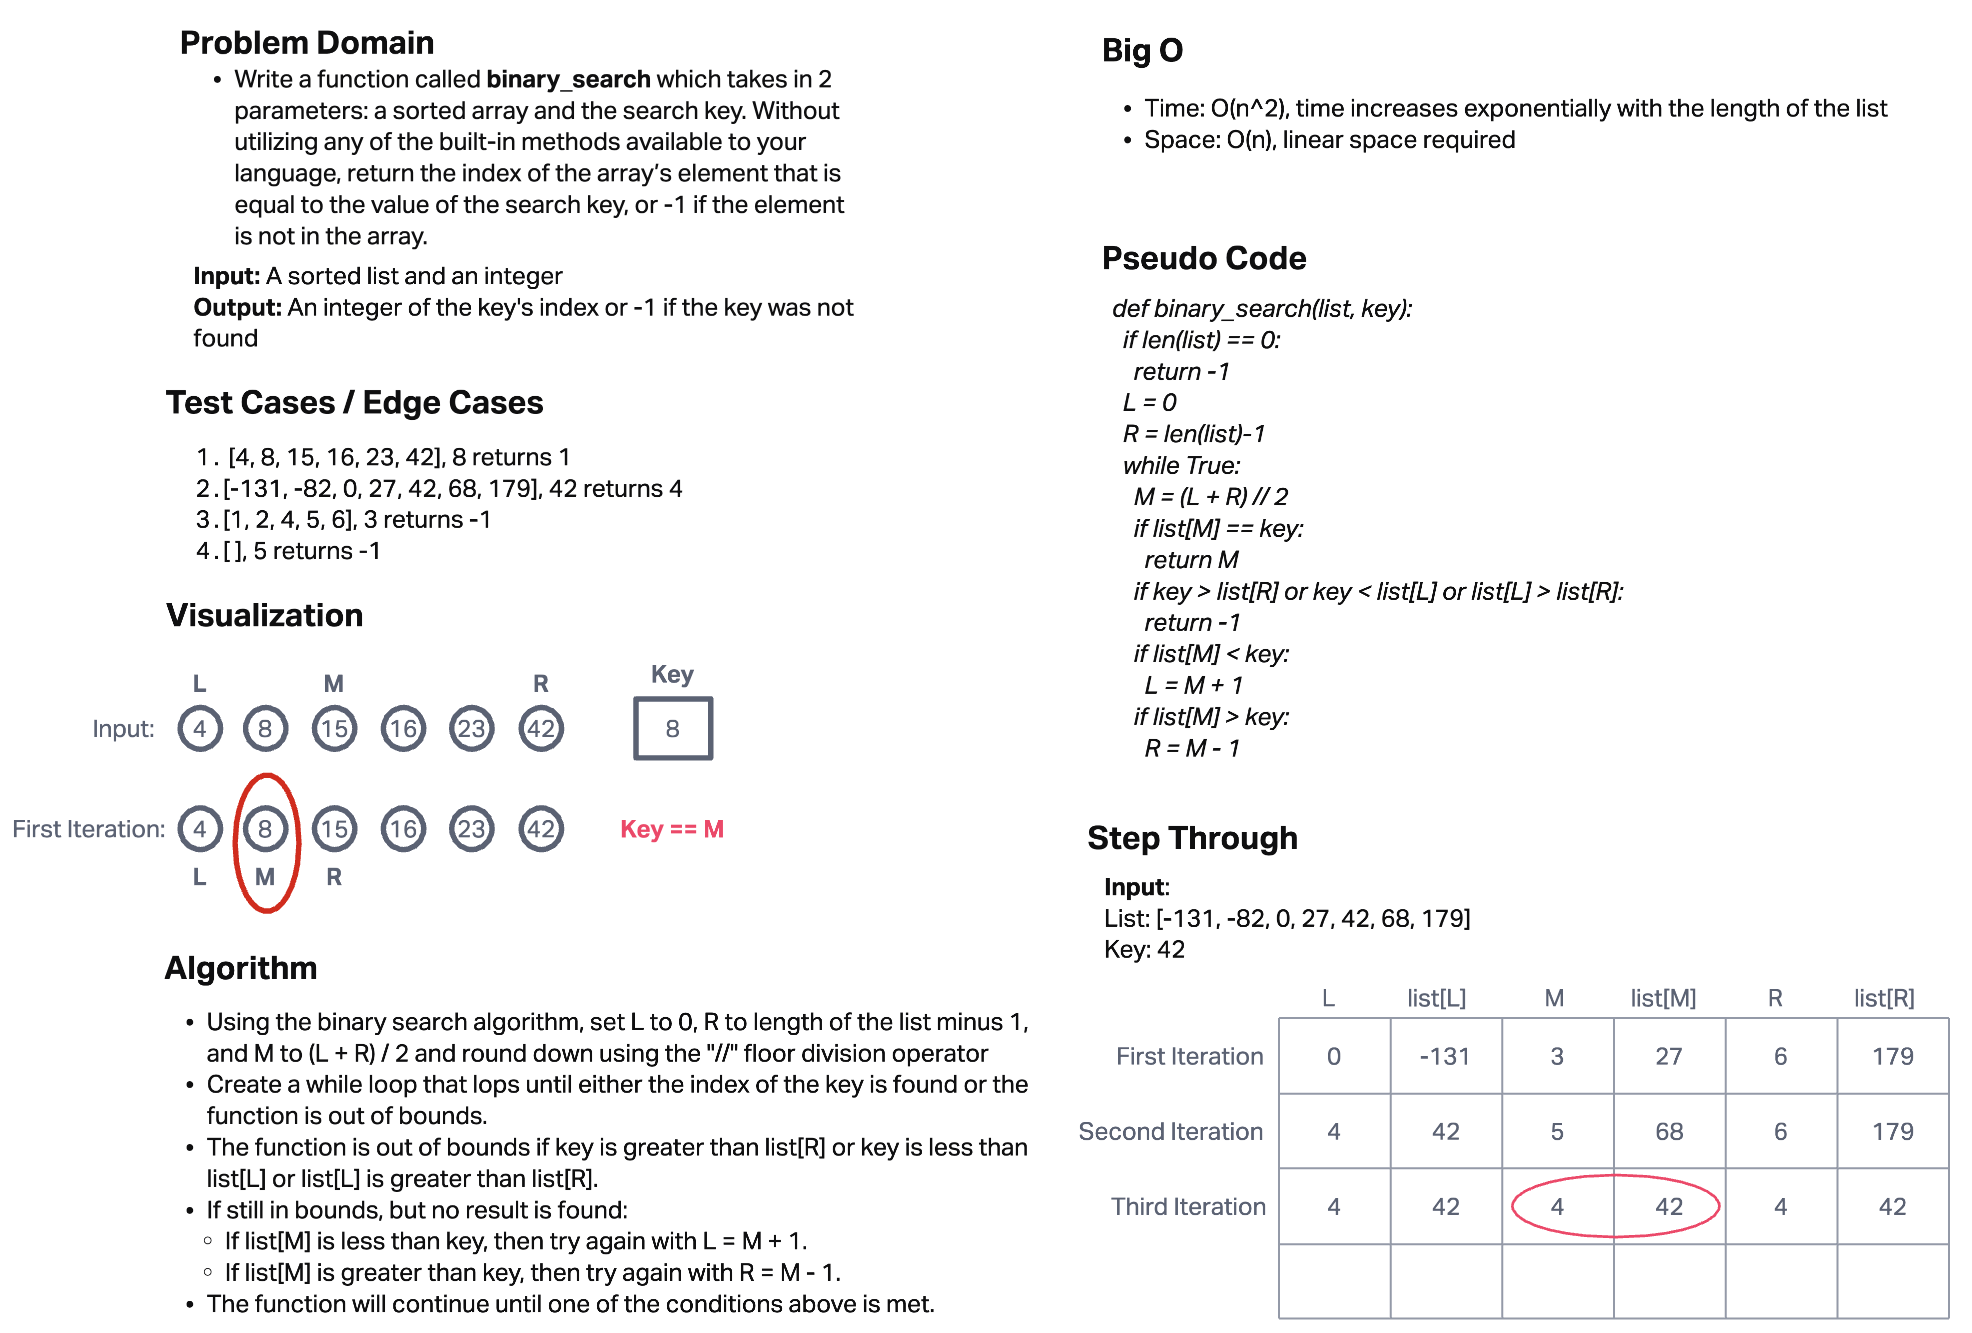 Problem Domain
• Write a function called binary_search which takes in 2
parameters: a sorted array and the search key. Without
utilizing any of the built-in methods available to your
language, return the index of the array’s element that is
equal to the value of the search key, or -1 if the element
is not in the array.
Input: A sorted list and an integer
Output: An integer of the key's index or -1 if the key was not
found
Test Cases / Edge Cases
1. [4, 8, 15, 16, 23, 42], 8 returns 1
2. [-131, -82, 0, 27, 42, 68, 179], 42 returns 4
3. [1, 2, 4, 5, 6], 3 returns -1
4. [ ], 5 returns -1
Visualization
L M R Key
Input: 4 8 15 16 23 42 8
First Iteration: 4 8 15 16 23 42 Key == M
L M R
Algorithm
• Using the binary search algorithm, set L to 0, R to length of the list minus 1,
and M to (L + R) / 2 and round down using the "//" floor division operator
• Create a while loop that lops until either the index of the key is found or the
function is out of bounds.
• The function is out of bounds if key is greater than list[R] or key is less than
list[L] or list[L] is greater than list[R].
• If still in bounds, but no result is found:
◦ If list[M] is less than key, then try again with L = M + 1.
◦ If list[M] is greater than key, then try again with R = M - 1.
• The function will continue until one of the conditions above is met.
Big O
• Time: O(n^2), time increases exponentially with the length of the list
• Space: O(n), linear space required
Pseudo Code
def binary_search(list, key):
if len(list) == 0:
return -1
L = 0
R = len(list)-1
while True:
M = (L + R) // 2
if list[M] == key:
return M
if key > list[R] or key < list[L] or list[L] > list[R]:
return -1
if list[M] < key:
L = M + 1
if list[M] > key:
R = M - 1
Step Through
Input:
List: [-131, -82, 0, 27, 42, 68, 179]
Key: 42
L list[L] M list[M] R list[R]
First Iteration 0 -131 3 27 6 179
Second Iteration 4 42 5 68 6 179
Third Iteration 4 42 4 42 4 42